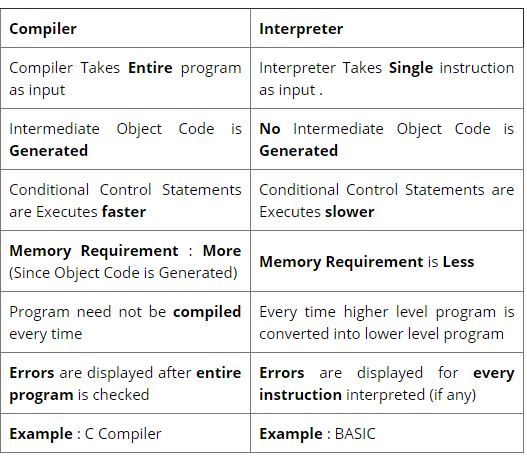 Compiler
Interpreter
Compiler Takes Entire program
as input
Interpreter Takes Single instruction
as input .
Intermediate Object Code is
Generated
No Intermediate Object Code is
Generated
Conditional Control Statements
are Executes faster
Conditional Control Statements are
Executes slower
Memory Requirement : More
(Since Object Code is Generated)
Memory Requirement is Less
Program need not be compiled
every time
Every time higher level program is
converted into lower level program
Errors are displayed after entire
program is checked
Errors are displayed for every
instruction interpreted (if any)
Example : C Compiler
Example : BASIC